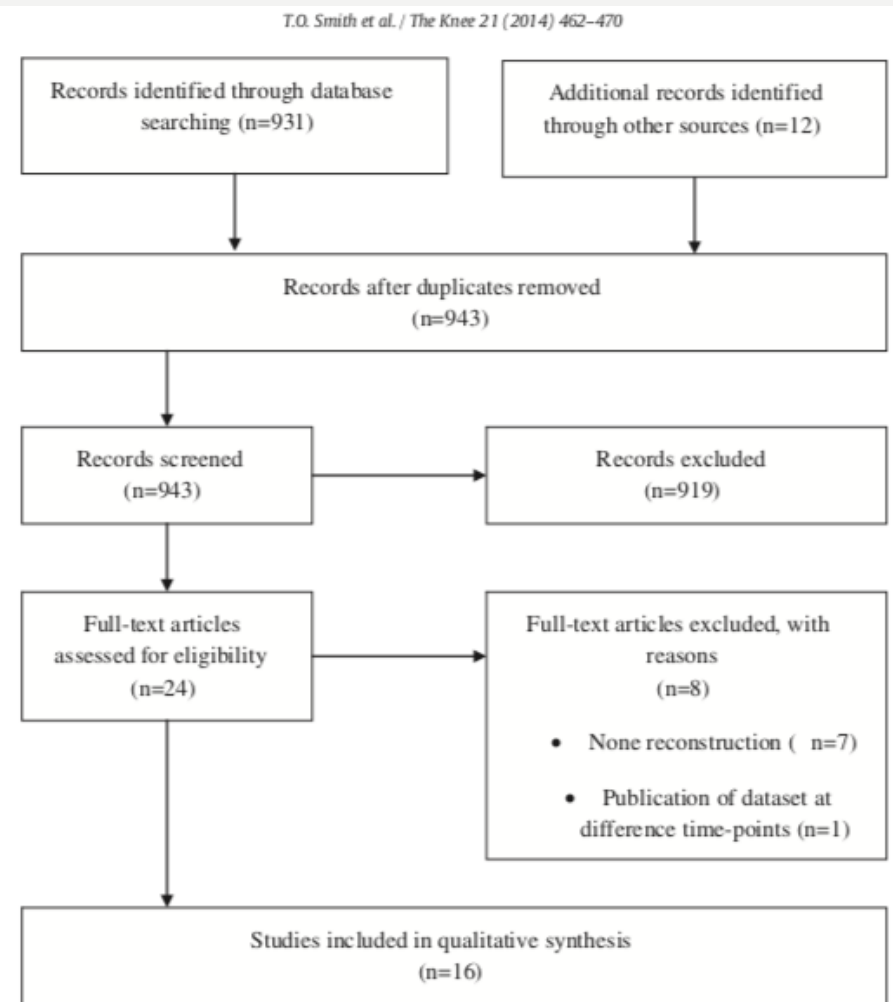 T.O. Smith et al. / The Knee 21 (2014) 462–470
Records identified through database
searching (n=931)
Additional records identified
through other sources (n=12)
Records after duplicates removed
(n=943)
Records screened
(n=943)
Records excluded
(n=919)
Full-text articles
assessed for eligibility
(n=24)
Full-text articles excluded, with
reasons
(n=8)
• None reconstruction ( n=7)
• Publication of dataset at
difference time-points (n=1)
Studies included in qualitative synthesis
(n=16)